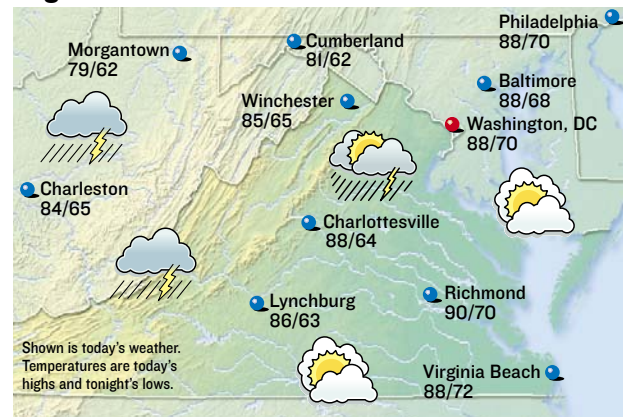 Philadelphia
88/70
Morgantown
79/62
Cumberland
81/62
Baltimore
88/68
Winchester
85/65
Washington, DC
88/70
Charleston
84/65
Charlottesville
88/64
Lynchburg
86/63
Richmond
90/70
Shown is today's weather.
Temperatures are today's
highs and tonight's lows.
Virginia Beach
88/72